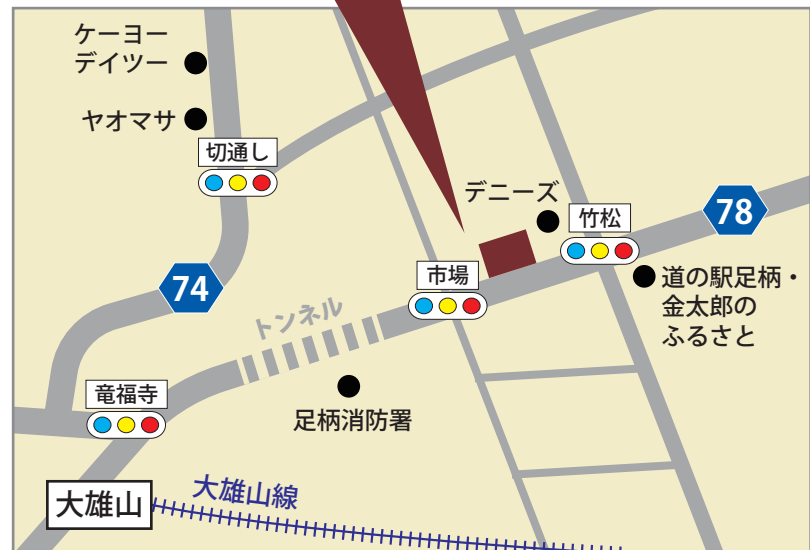 ケーヨー
デイツー
ヤオマサ
切通し
デニーズ
竹松
78
市場
道の駅足柄・
金太郎の
ふるさと
74
トンネル
竜福寺
足柄消防署
大雄山
大雄山線